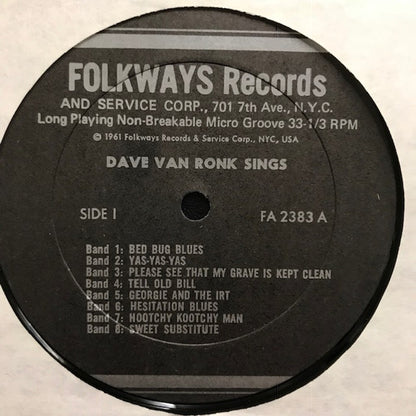 FOLKWAYS Records
AND SERVICE CORP., 701 7th Ave., N.Y.C.
Long Playing Non-Breakable Micro Groove 33-1/3 RPM
© 1961 Folkways Records & Service Corp., NYC, USA
DAVE VAN RONK SINGS
SIDE I FA 2383 A
Band 1: BED BUG BLUES
Band 2: YAS-YAS-YAS
Band 3: PLEASE SEE THAT MY GRAVE IS KEPT CLEAN
Band 4: TELL OLD BILL
Band 5: GEORGIE AND THE IRT
Band 6: HESITATION BLUES
Band 7: HOOTCHY KOOTCHY MAN
Band 8: SWEET SUBSTITUTE